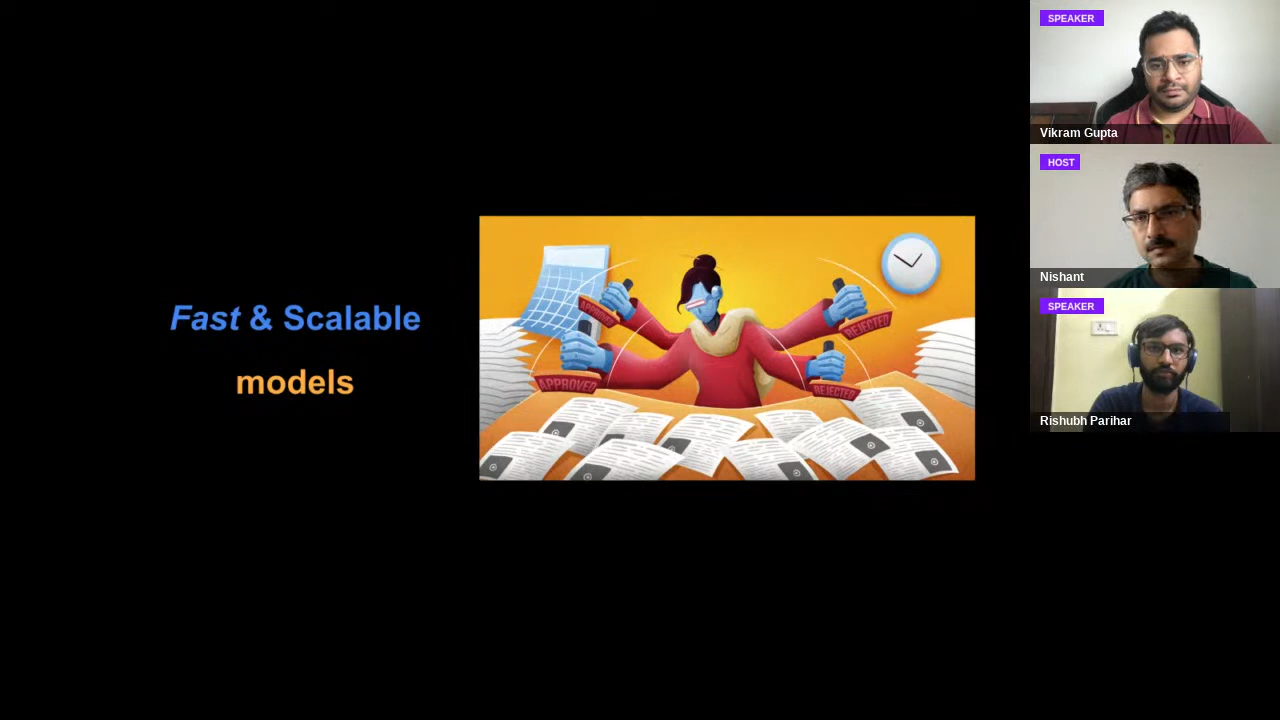 Fast & Scalable
models
APPROVED
APPROVED
REJECTED
REJECTED
SPEAKER
Vikram Gupta
HOST
Nishant
SPEAKER
Rishubh Parihar